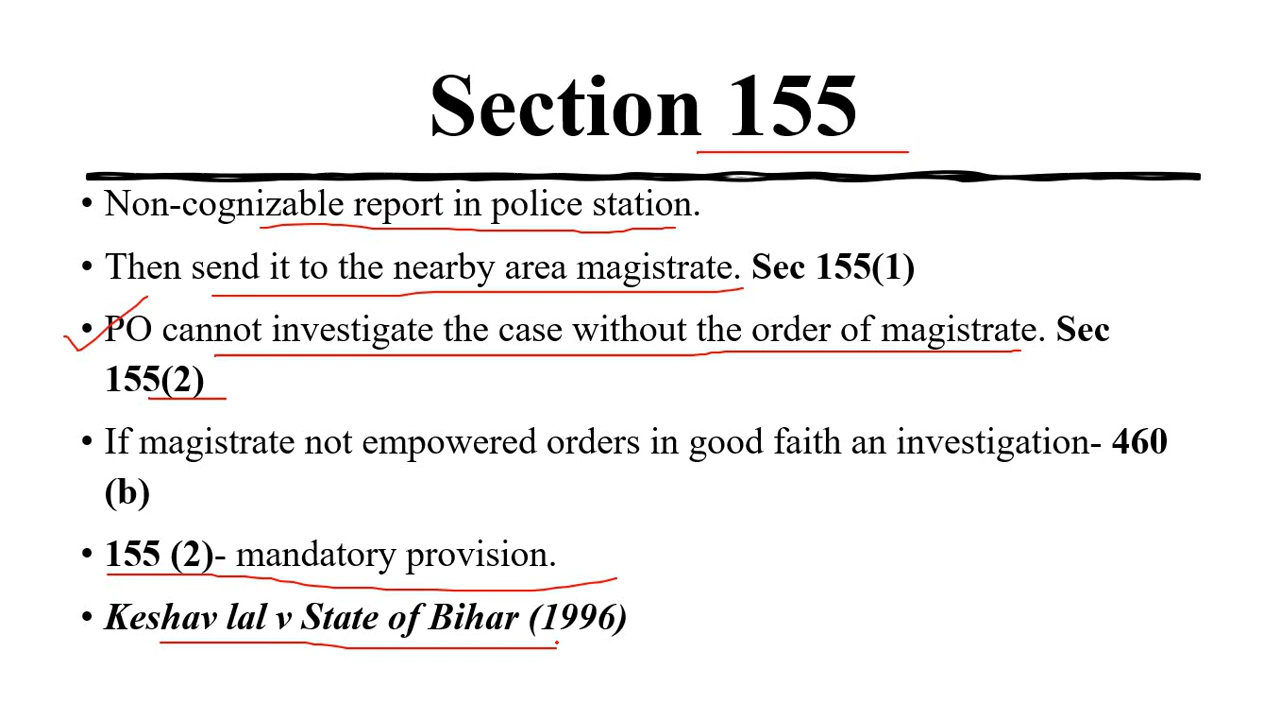 Section 155
• Non-cognizable report in police station.
• Then send it to the nearby area magistrate. Sec 155(1)
• PO cannot investigate the case without the order of magistrate. Sec
155(2)
• If magistrate not empowered orders in good faith an investigation- 460
(b)
• 155 (2)- mandatory provision.
• Keshav lal v State of Bihar (1996)